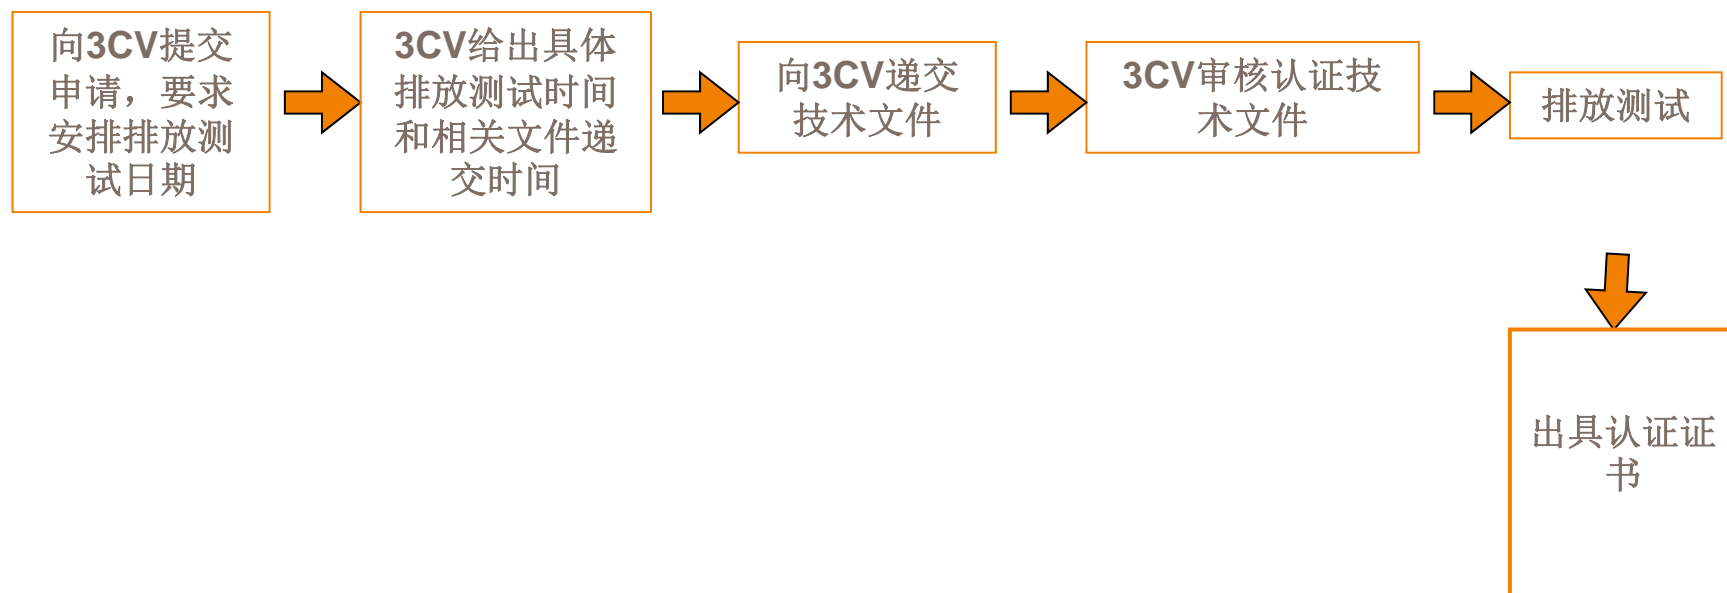 向3CV提交
申请，要求
安排排放测
试日期
3CV给出具体
排放测试时间
和相关文件递
交时间
向3CV递交
技术文件
3CV审核认证技
术文件
排放测试
出具认证证
书